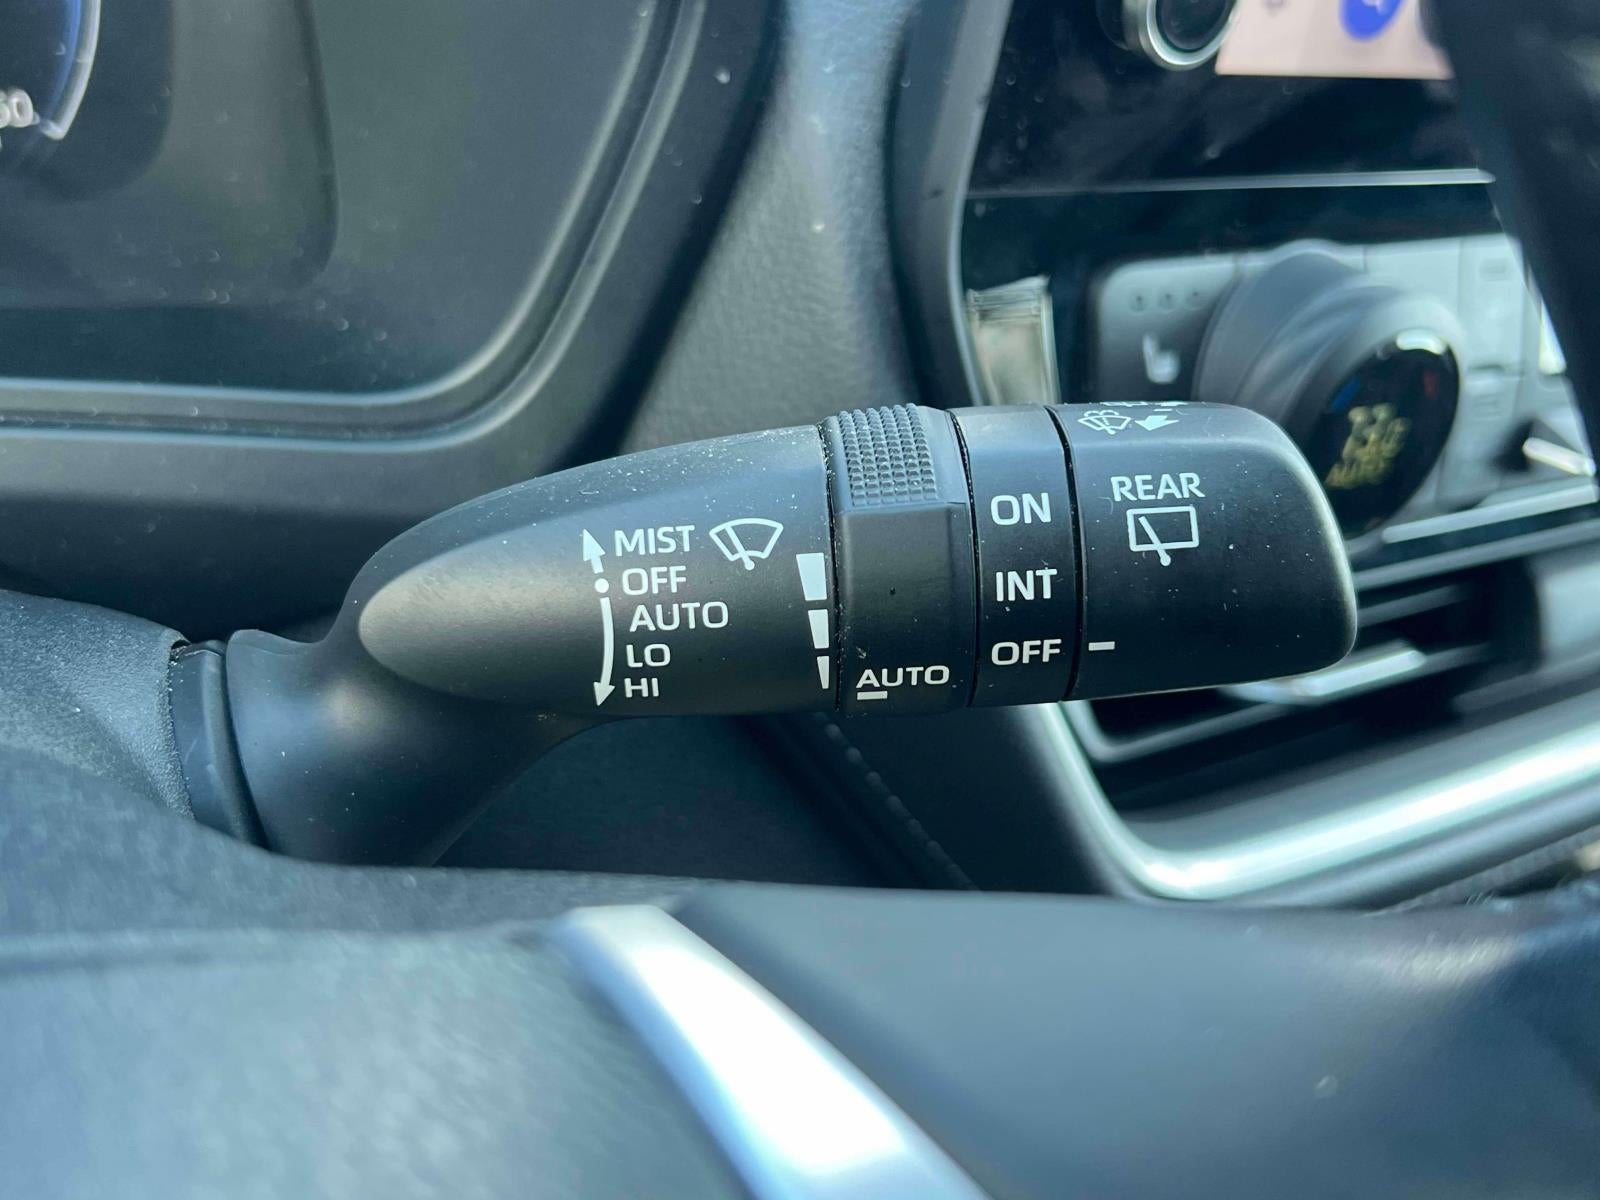 MIST
OFF
AUTO
LO
HI
AUTO
ON
INT
OFF
REAR